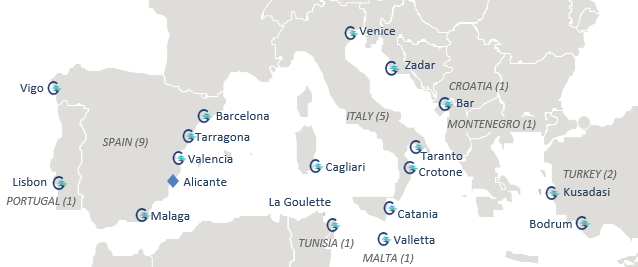 Venice
Zadar
Vigo
CROATIA (1)
Bar
Barcelona
ITALY (5)
MONTENEGRO (1)
Tarragona
SPAIN (9)
Valencia
Taranto
Cagliari
Crotone
TURKEY (2)
Lisbon
Alicante
Kusadasi
PORTUGAL (1)
La Goulette
Malaga
Catania
Bodrum
TUNISIA (1)
Valletta
MALTA (1)